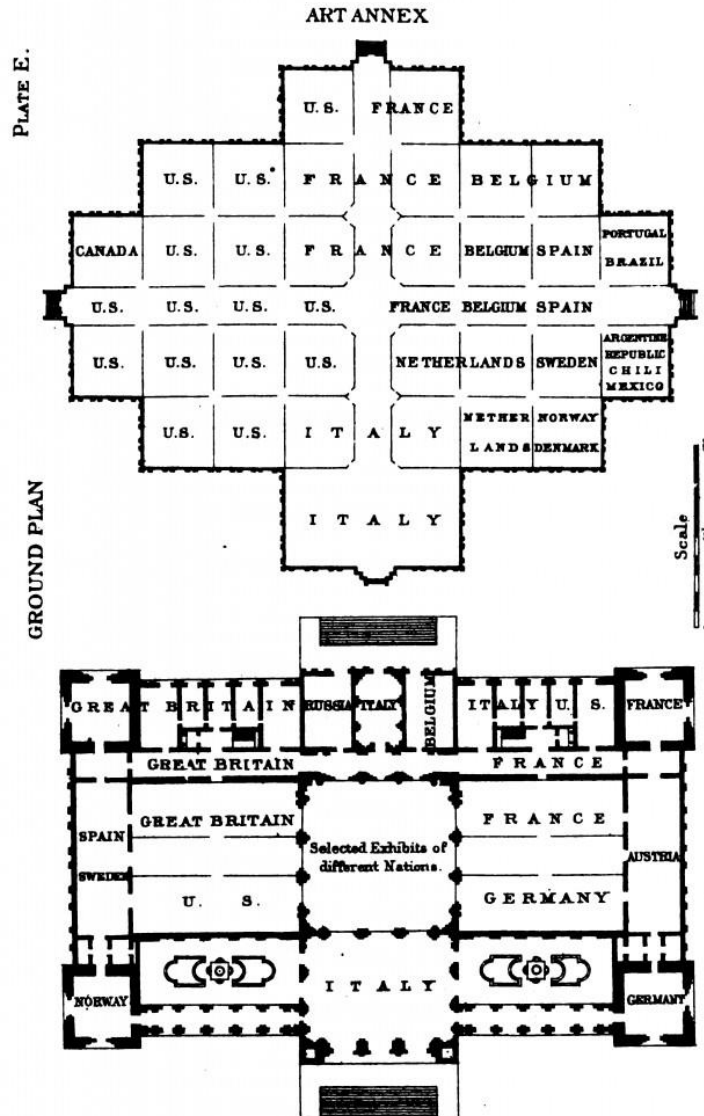 ART ANNEX
PLATE E.
U.S. FRANCE
U.S. U.S. FRANCE BELGIUM
CANADA U.S. U.S. FRANCE BELGIUM SPAIN PORTUGAL
BRAZIL
U.S. U.S. U.S. U.S. FRANCE BELGIUM SPAIN
U.S. U.S. U.S. U.S. NETHERLANDS SWEDEN ARGENTINE
REPUBLIC
CHILI
MEXICO
U.S. U.S. ITALY NETHER NORWAY
LANDS DENMARK
ITALY
Scale
GROUND PLAN
GREAT BRITAIN RUSSIA ITALY BELGIUM ITALY U. S. FRANCE
GREAT BRITAIN FRANCE
SPAIN GREAT BRITAIN FRANCE
Selected Exhibits of
different Nations.
AUSTRIA
SWEDEN U. S. GERMANY
NORWAY ITALY GERMANY